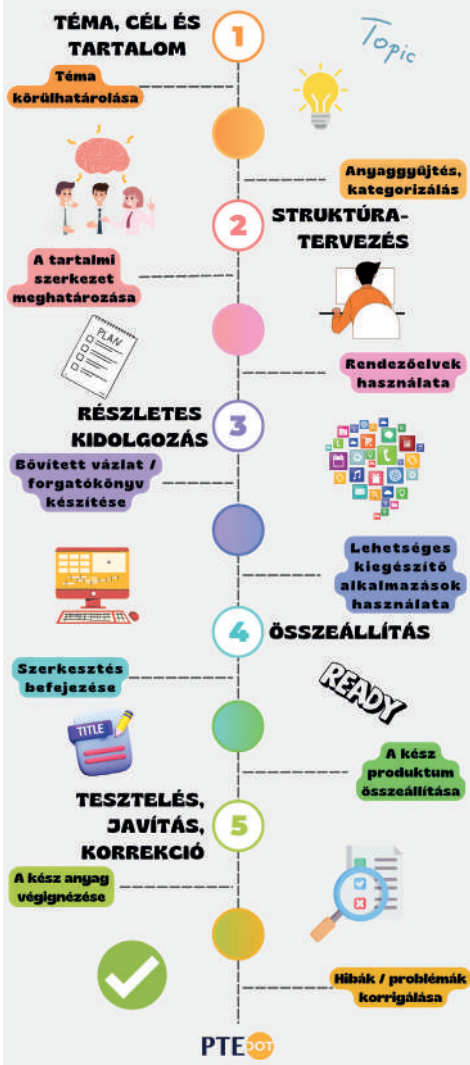 TÉMA, CÉL ÉS
TARTALOM
1
Topic
Téma
körülhatárolása
Anyaggyűjtés,
kategorizálás
2
STRUKTÚRA-
TERVEZÉS
A tartalmi
szerkezet
meghatározása
PLAN
Rendezőelvek
használata
RÉSZLETES
KIDOLGOZÁS
3
Bővített vázlat /
forgatókönyv
készítése
Lehetséges
kiegészítő
alkalmazások
használata
4
ÖSSZEÁLLÍTÁS
Szerkesztés
befejezése
READY
TITLE
A kész
produktum
összeállítása
TESZTELÉS,
JAVÍTÁS,
KORREKCIÓ
5
A kész anyag
végignézése
Hibák / problémák
korrigálása
PTE OOT